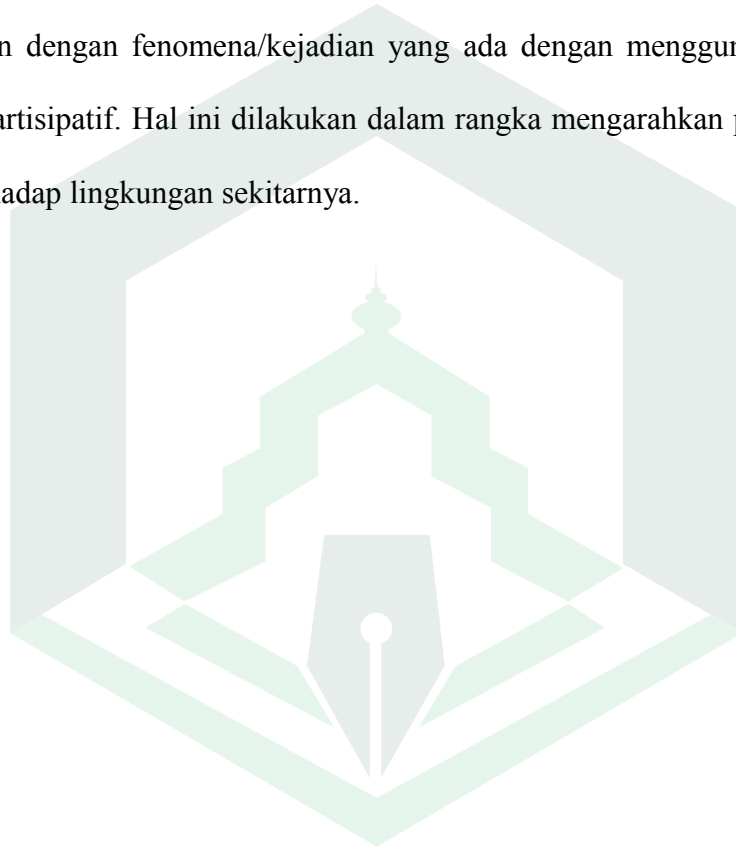 n dengan fenomena/kejadian yang ada dengan menggun
artisipatif. Hal ini dilakukan dalam rangka mengarahkan p
adap lingkungan sekitarnya.